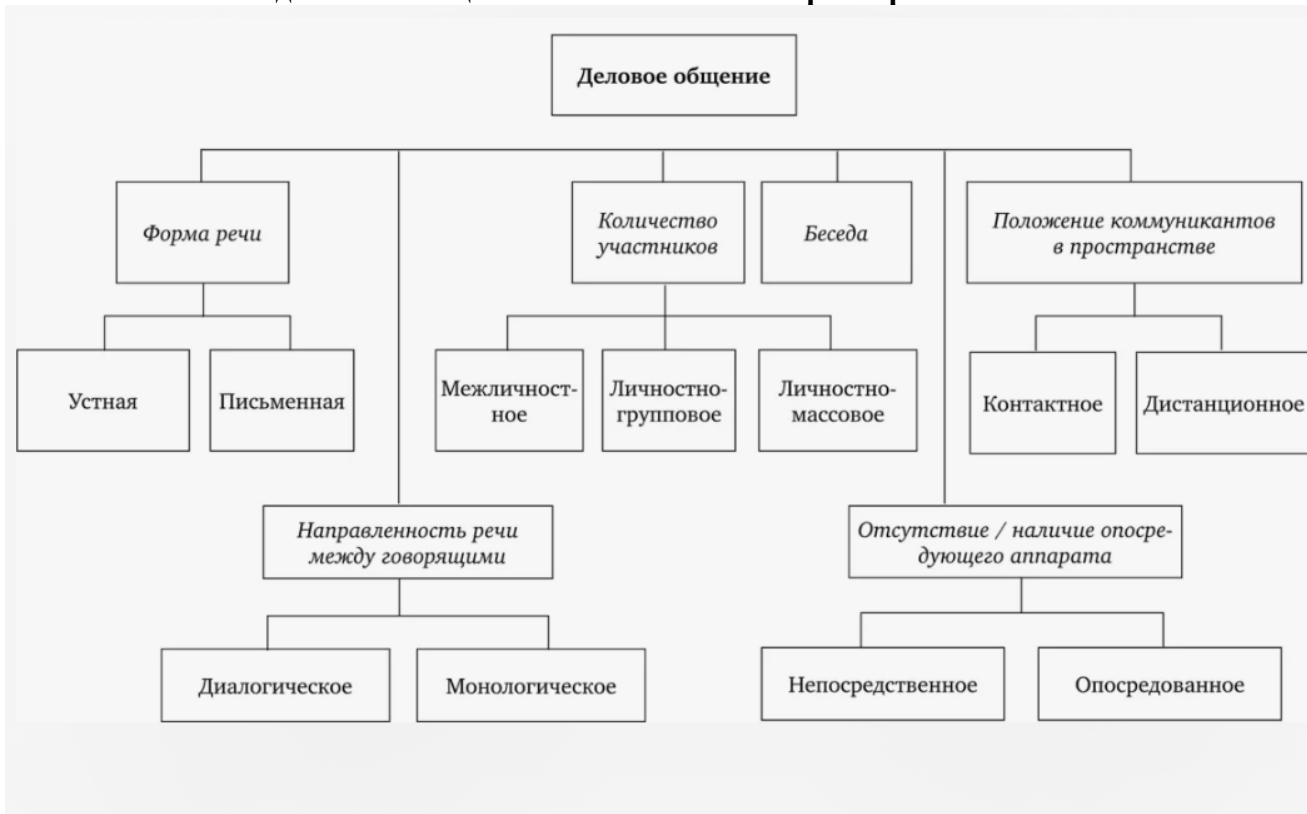 Деловое общение
Форма речи
Количество
участников
Беседа
Положение коммуникантов
в пространстве
Устная
Письменная
Межличност-
ное
Личностно-
групповое
Личностно-
массовое
Контактное
Дистанционное
Направленность речи
между говорящими
Отсутствие / наличие опосре-
дующего аппарата
Диалогическое
Монологическое
Непосредственное
Опосредованное